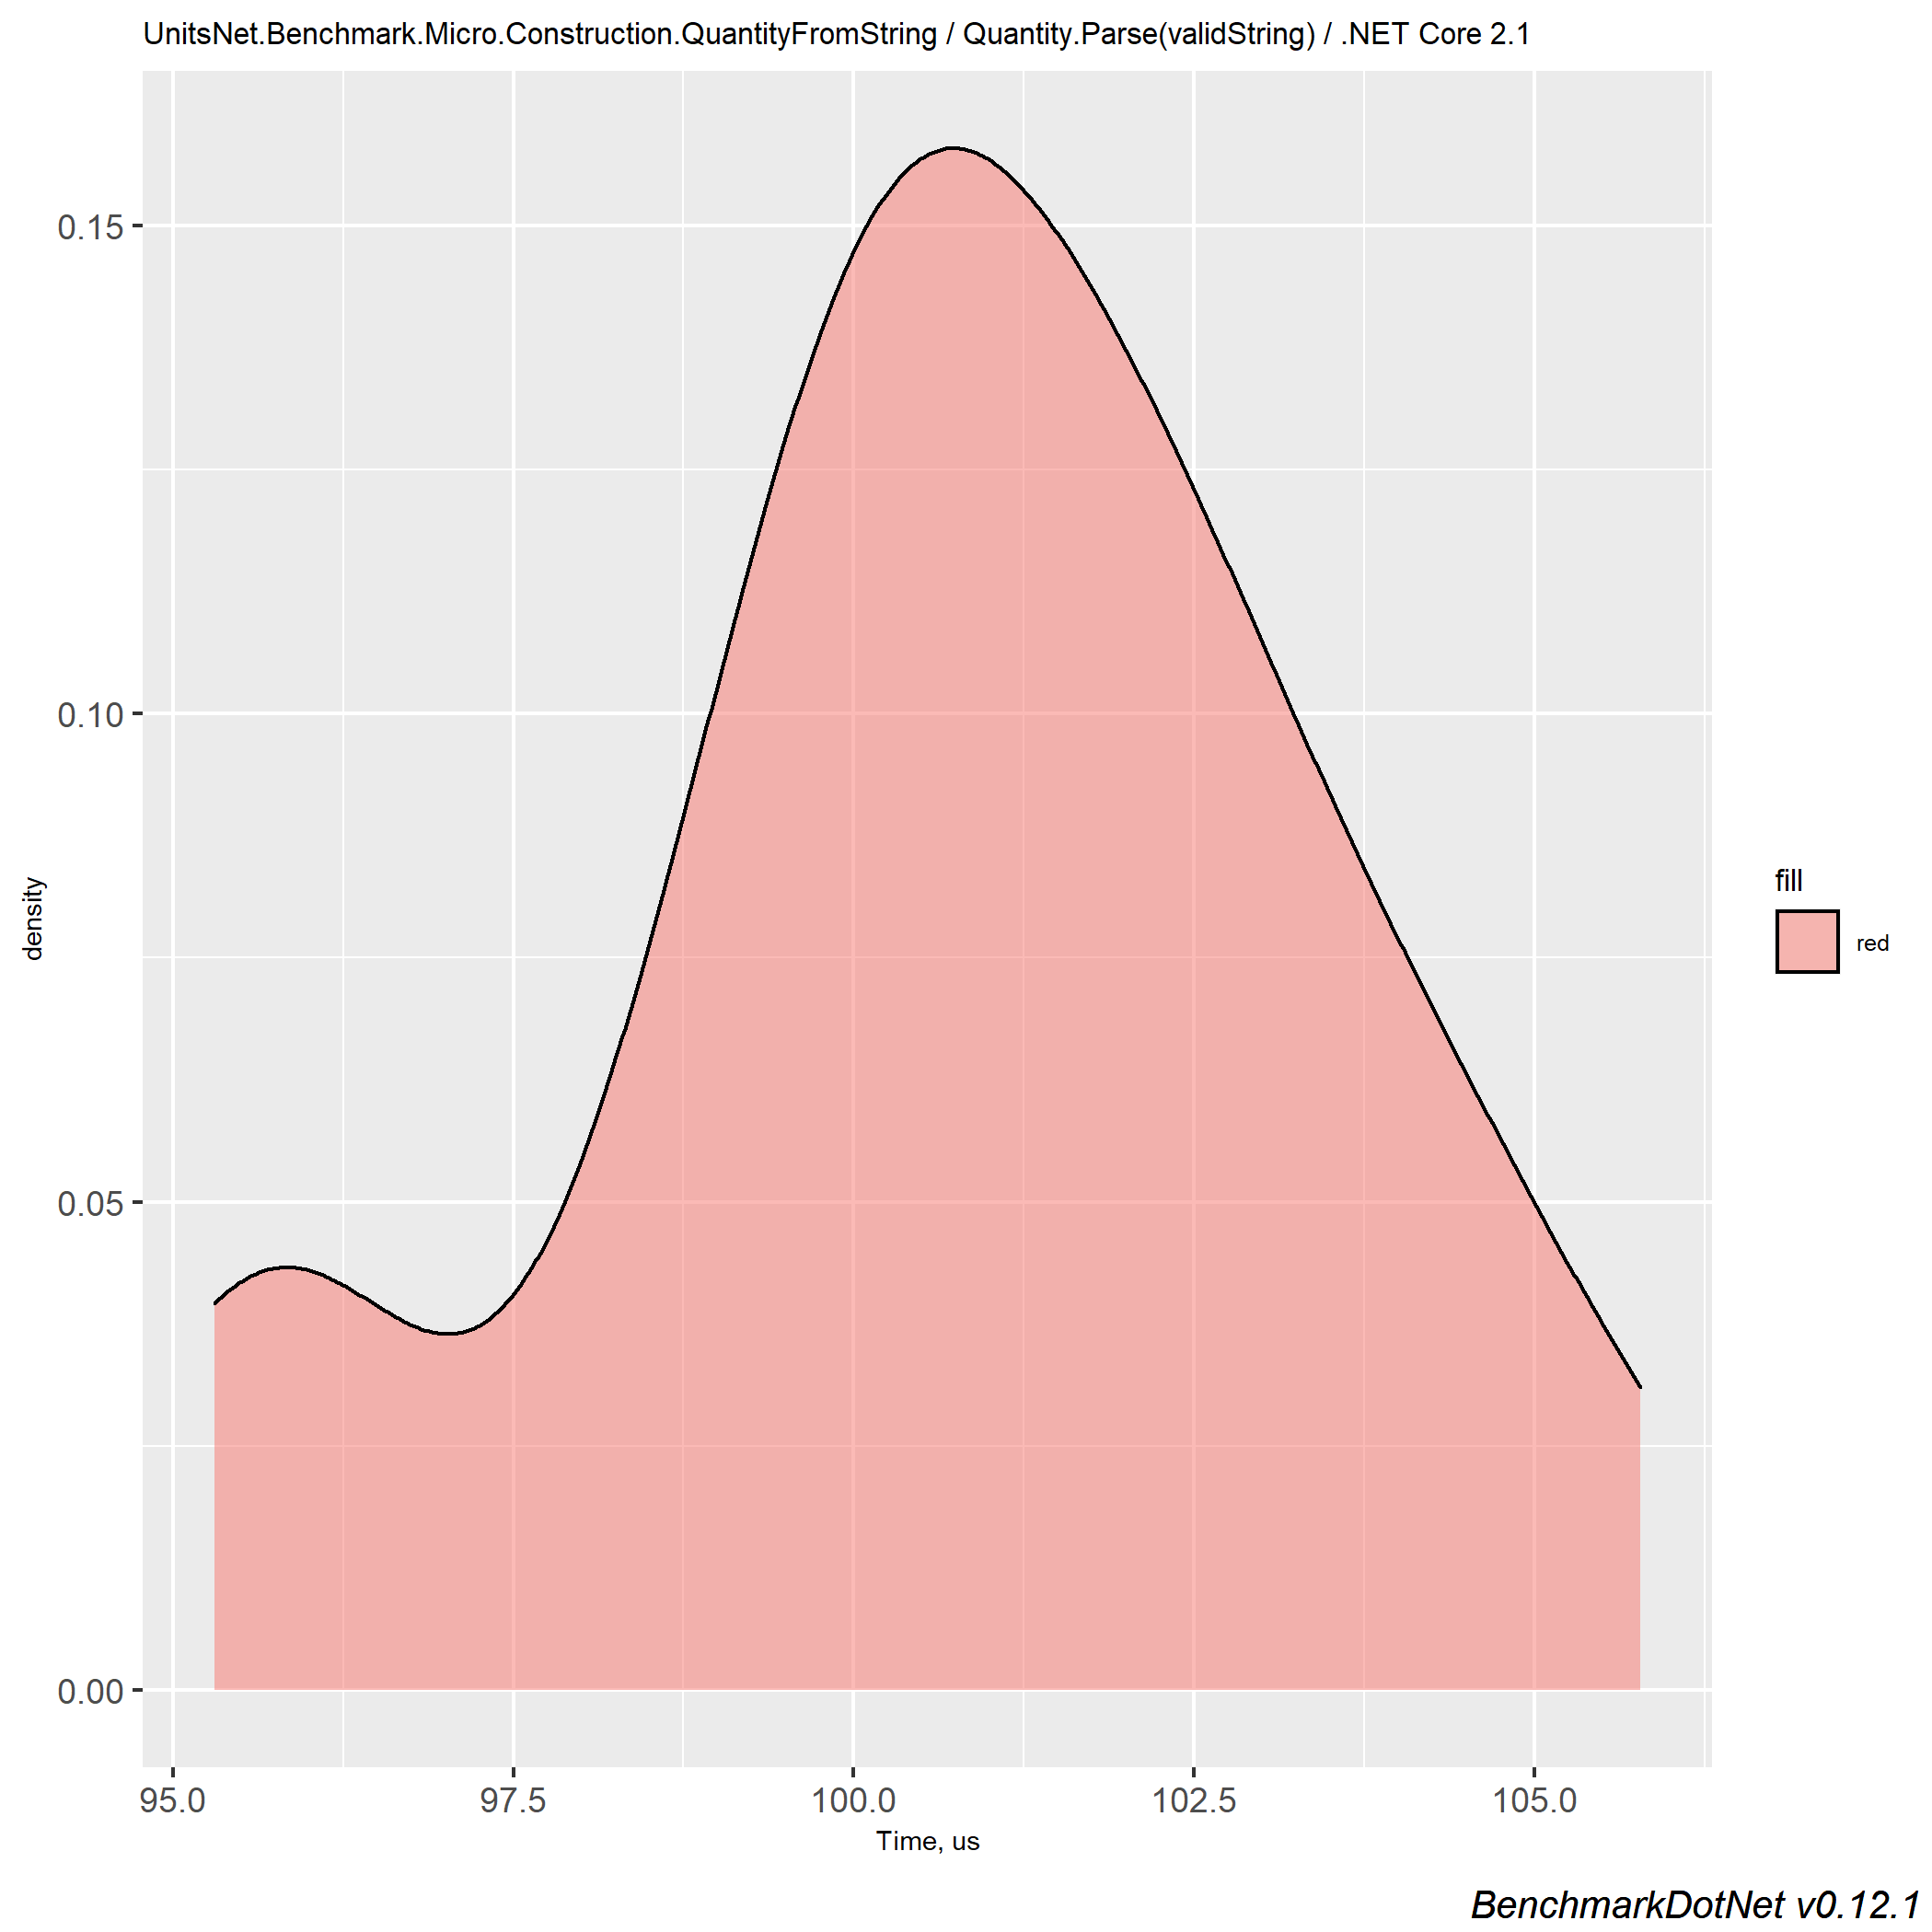 UnitsNet.Benchmark.Micro.Construction.QuantityFromString / Quantity.Parse(validString) / .NET Core 2.1
0.15
0.10
0.05
0.00
density
95.0 97.5 100.0 102.5 105.0
Time, us
fill
red
BenchmarkDotNet v0.12.1